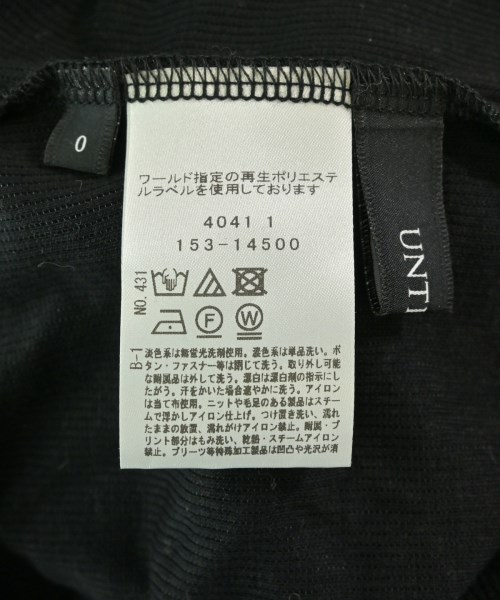 0
ワールド指定の再生ポリエステ
ルラベルを使用しております
4041 1
153-14500
NO.431
F
W
B-1
淡色系は無蛍光洗剤使用。濃色系は単品洗い。ボ
タン・ファスナー等は閉じて洗う。取り外し可能
な附属品は外して洗う。漂白は漂白剤の指示にし
たがう。汗をかいた場合速やかに洗う。アイロン
は当て布使用。ニットや毛足のある製品はスチー
ムで浮かしアイロン仕上げ。つけ置き洗い、濡れ
たままの放置、濡れがけアイロン禁止。附属・プ
リント部分はもみ洗い、乾熱・スチームアイロン
禁止。プリーツ等特殊加工製品は凹凸や光沢が消
UNTI